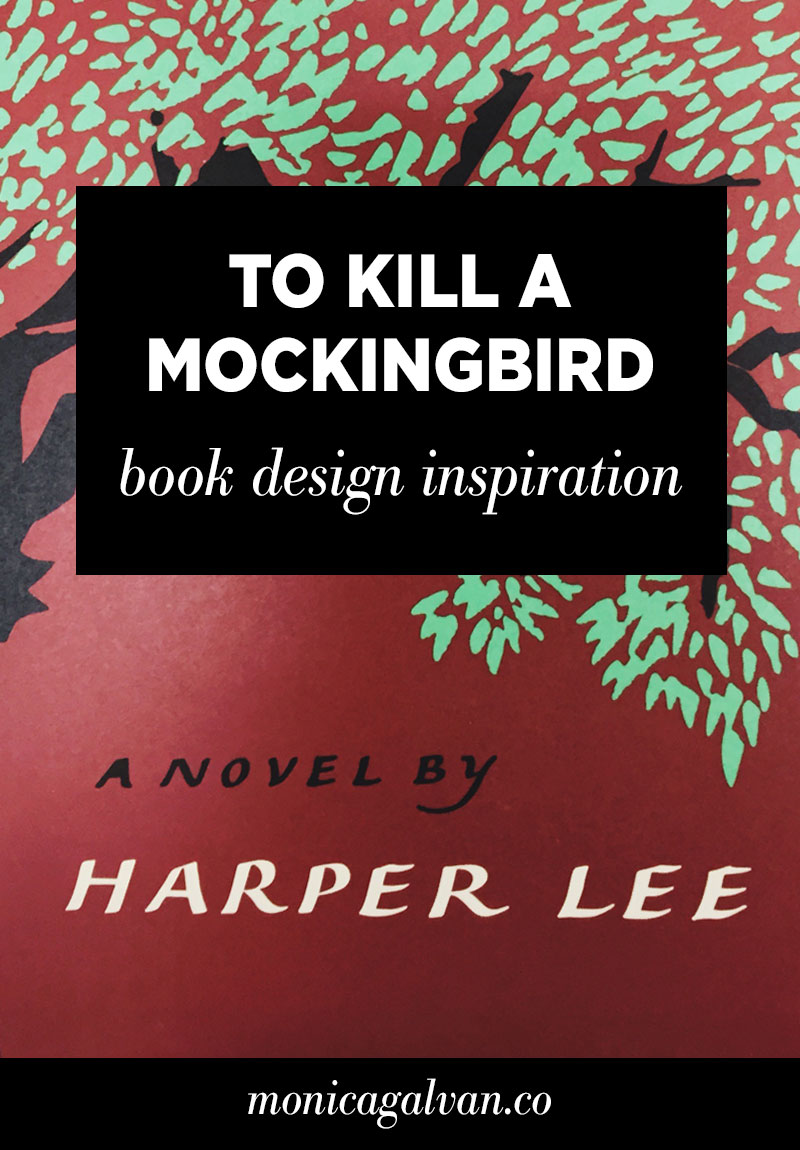 TO KILL A
MOCKINGBIRD
book design inspiration
A NOVEL BY
HARPER LEE
monicagalvan.co